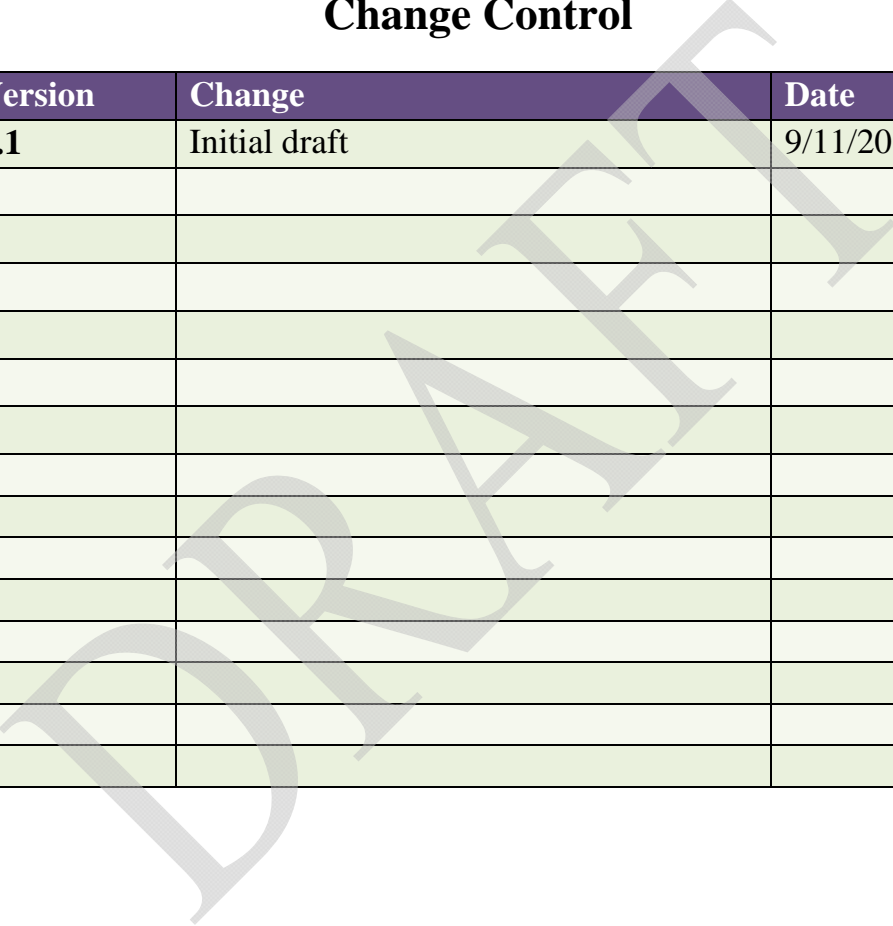 Change Control
ersion Change Date
.1 Initial draft 9/11/20
DRAFT